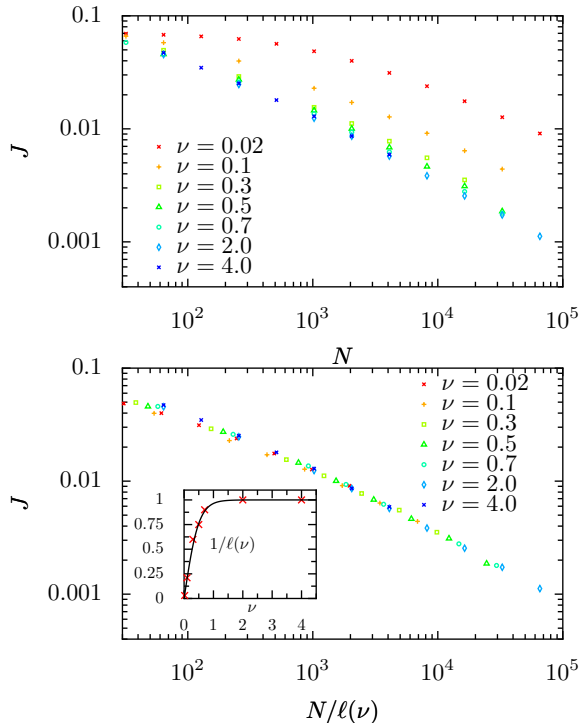 0.1
0.01
0.001
J
ν = 0.02
ν = 0.1
ν = 0.3
ν = 0.5
ν = 0.7
ν = 2.0
ν = 4.0
10^2 10^3 10^4 10^5
N
0.1
0.01
0.001
J
ν = 0.02
ν = 0.1
ν = 0.3
ν = 0.5
ν = 0.7
ν = 2.0
ν = 4.0
1
0.75
0.5
0.25
0
1/ℓ(ν)
ν
0 1 2 3 4
10^2 10^3 10^4 10^5
N/ℓ(ν)